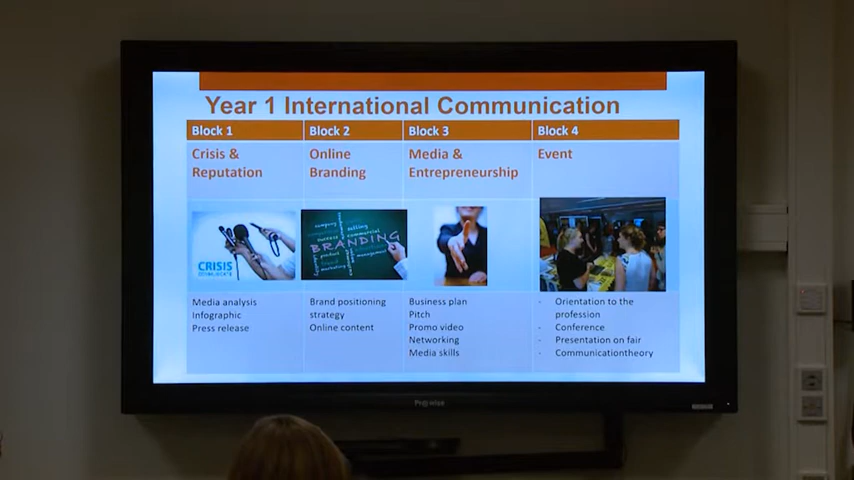 Year 1 International Communication
Block 1
Block 2
Block 3
Block 4
Crisis &
Reputation
Online
Branding
Media &
Entrepreneurship
Event
CRISIS
BRANDING
Media analysis
Infographic
Press release
Brand positioning
strategy
Online content
Business plan
Pitch
Promo video
Networking
Media skills
- Orientation to the
profession
- Conference
- Presentation on fair
- Communicationtheory